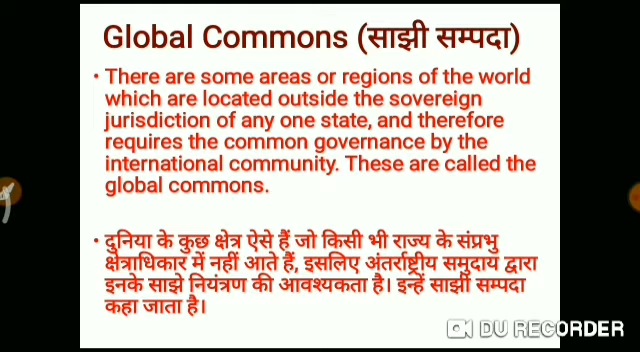 Global Commons (साझी सम्पदा)
• There are some areas or regions of the world
which are located outside the sovereign
jurisdiction of any one state, and therefore
requires the common governance by the
international community. These are called the
global commons.
• दुनिया के कुछ क्षेत्र ऐसे हैं जो किसी भी राज्य के संप्रभु
क्षेत्राधिकार में नहीं आते हैं, इसलिए अंतर्राष्ट्रीय समुदाय द्वारा
इनके साझे नियंत्रण की आवश्यकता है। इन्हें साझी सम्पदा
कहा जाता है।
DU RECORDER